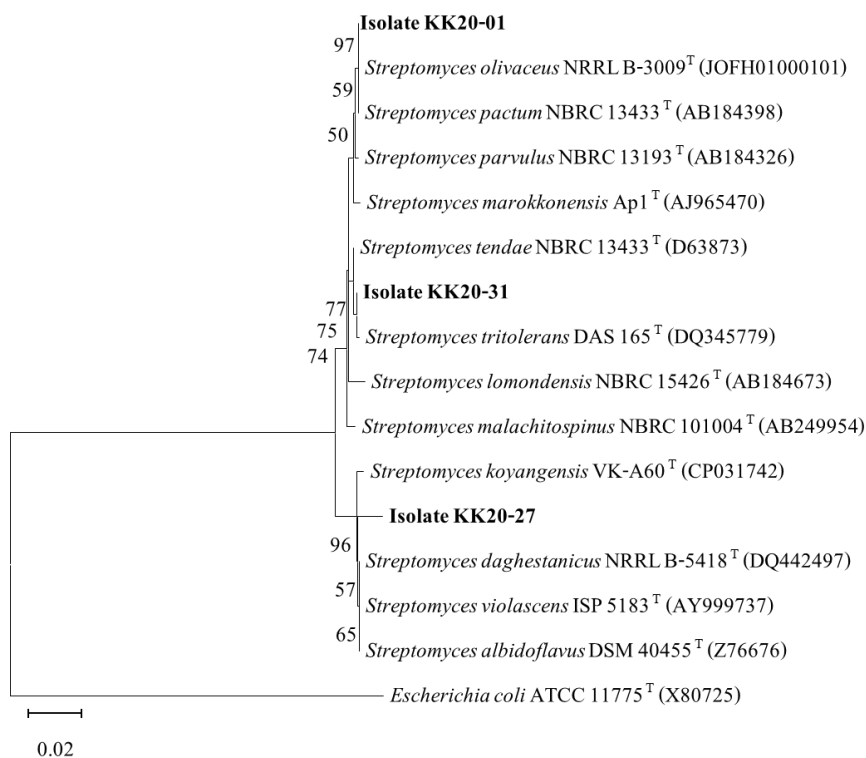 Isolate KK20-01
97
Streptomyces olivaceus NRRL B-3009T (JOFH01000101)
59
Streptomyces pactum NBRC 13433 T (AB184398)
50
Streptomyces parvulus NBRC 13193 T (AB184326)
Streptomyces marokkonensis Ap1 T (AJ965470)
Streptomyces tendae NBRC 13433 T (D63873)
Isolate KK20-31
77
75
Streptomyces tritolerans DAS 165 T (DQ345779)
74
Streptomyces lomondensis NBRC 15426 T (AB184673)
Streptomyces malachitospinus NBRC 101004 T (AB249954)
Streptomyces koyangensis VK-A60 T (CP031742)
Isolate KK20-27
96
Streptomyces daghestanicus NRRL B-5418 T (DQ442497)
57
Streptomyces violascens ISP 5183 T (AY999737)
65
Streptomyces albidoflavus DSM 40455 T (Z76676)
Escherichia coli ATCC 11775 T (X80725)
0.02